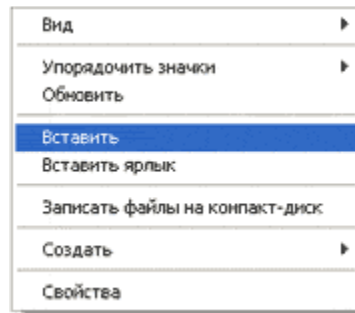 Вид
Упорядочить значки
Обновить
Вставить
Вставить ярлык
Записать файлы на компакт-диск
Создать
Свойства